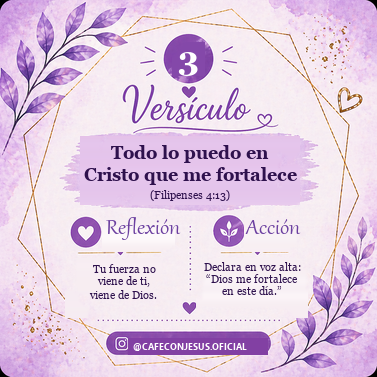 3
Versículo
Todo lo puedo en
Cristo que me fortalece
(Filipenses 4:13)
Reflexión
Tu fuerza no
viene de ti,
viene de Dios.
Acción
Declara en voz alta:
“Dios me fortalece
en este día.”
@CAFECONJESUS.OFICIAL